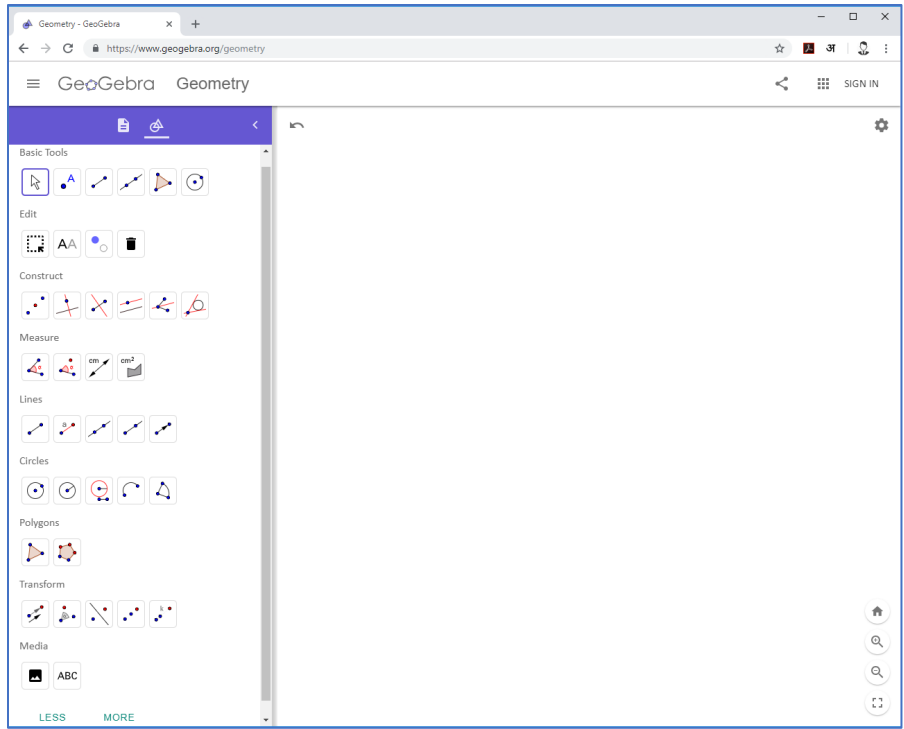 Geometry - GeoGebra
https://www.geogebra.org/geometry
अ
GeoGebra Geometry
SIGN IN
Basic Tools
A
Edit
AA
Construct
Measure
cm
cm²
Lines
a
Circles
Polygons
Transform
k
Media
ABC
LESS MORE